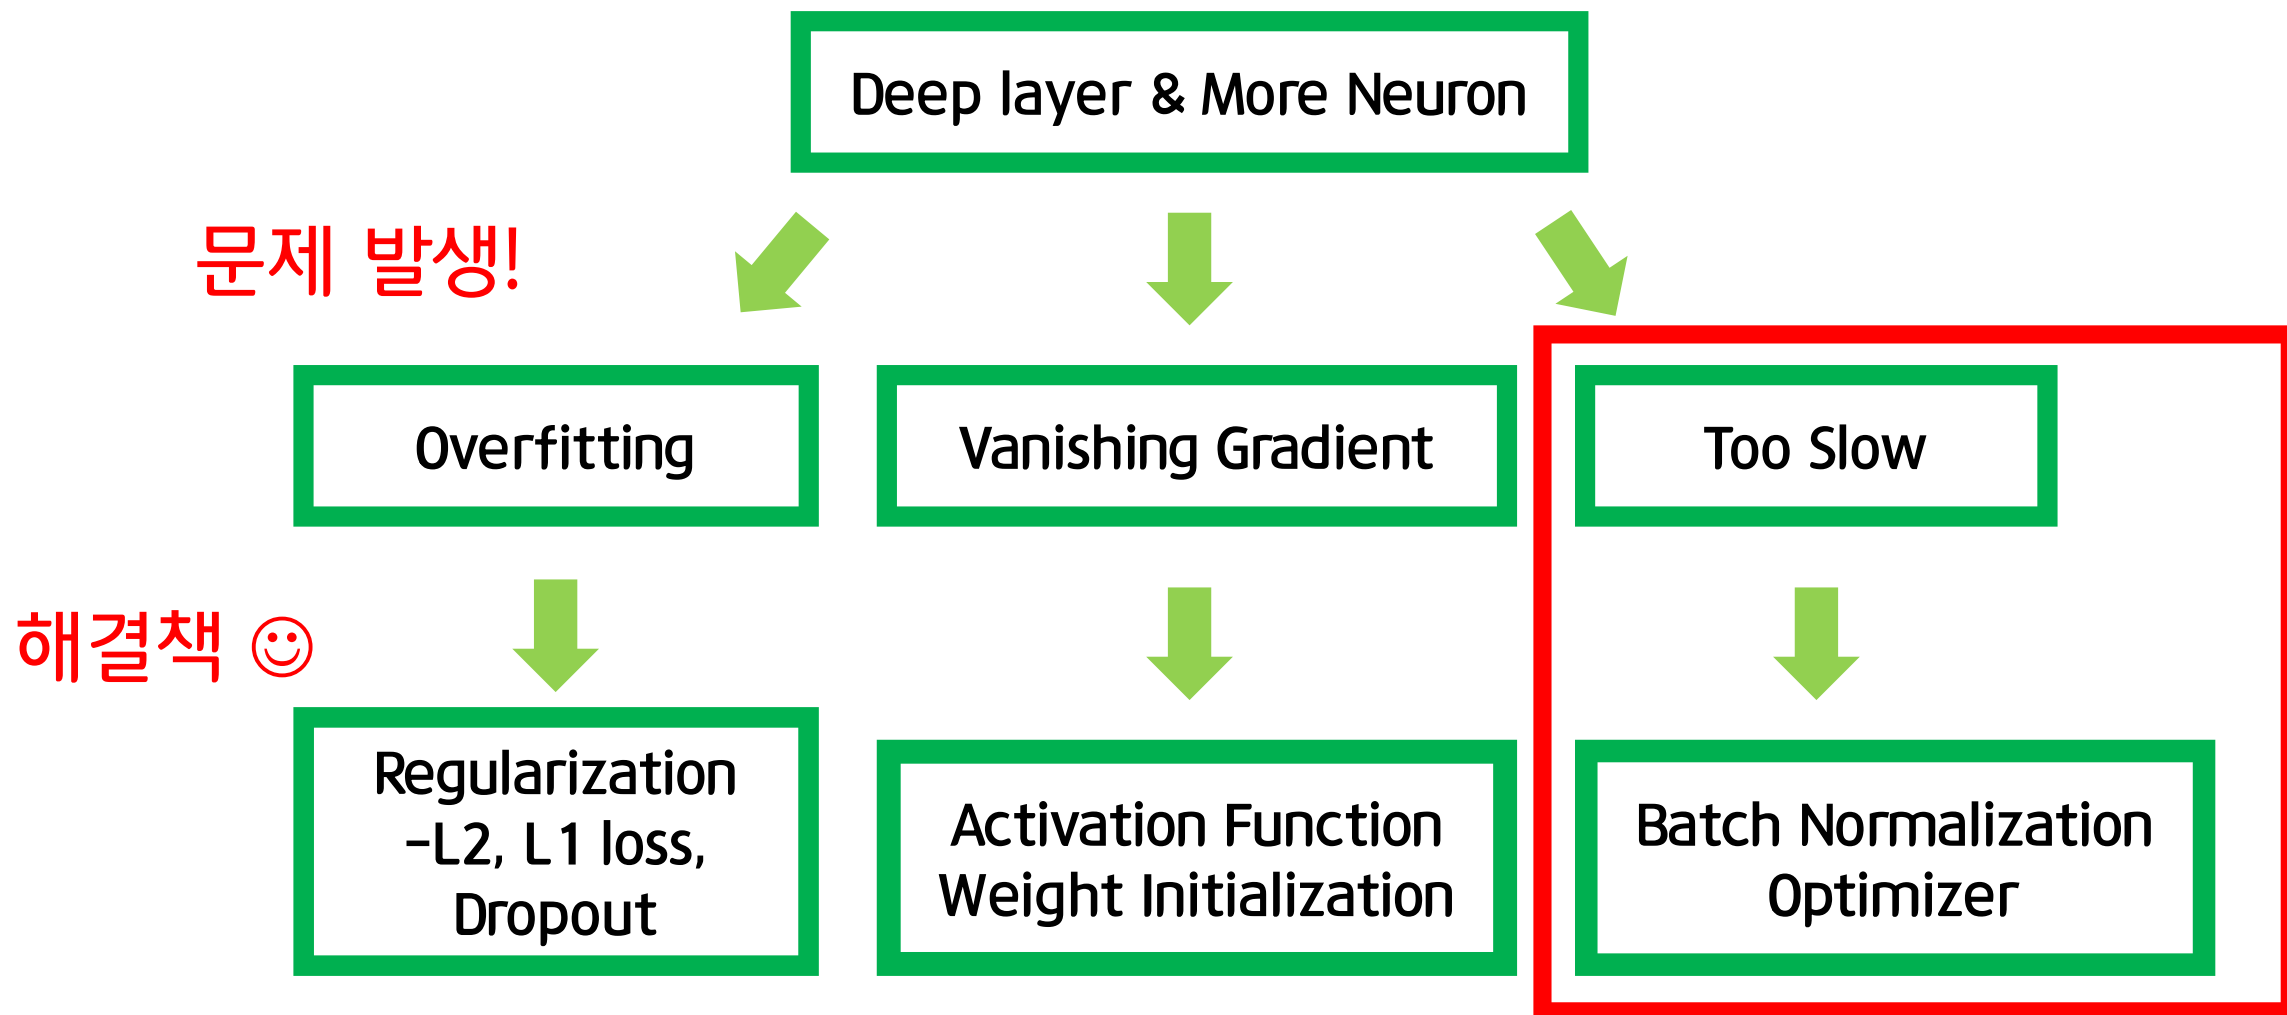 Deep layer & More Neuron
문제 발생!
Overfitting
Vanishing Gradient
Too Slow
해결책 ☺
Regularization
-L2, L1 loss,
Dropout
Activation Function
Weight Initialization
Batch Normalization
Optimizer